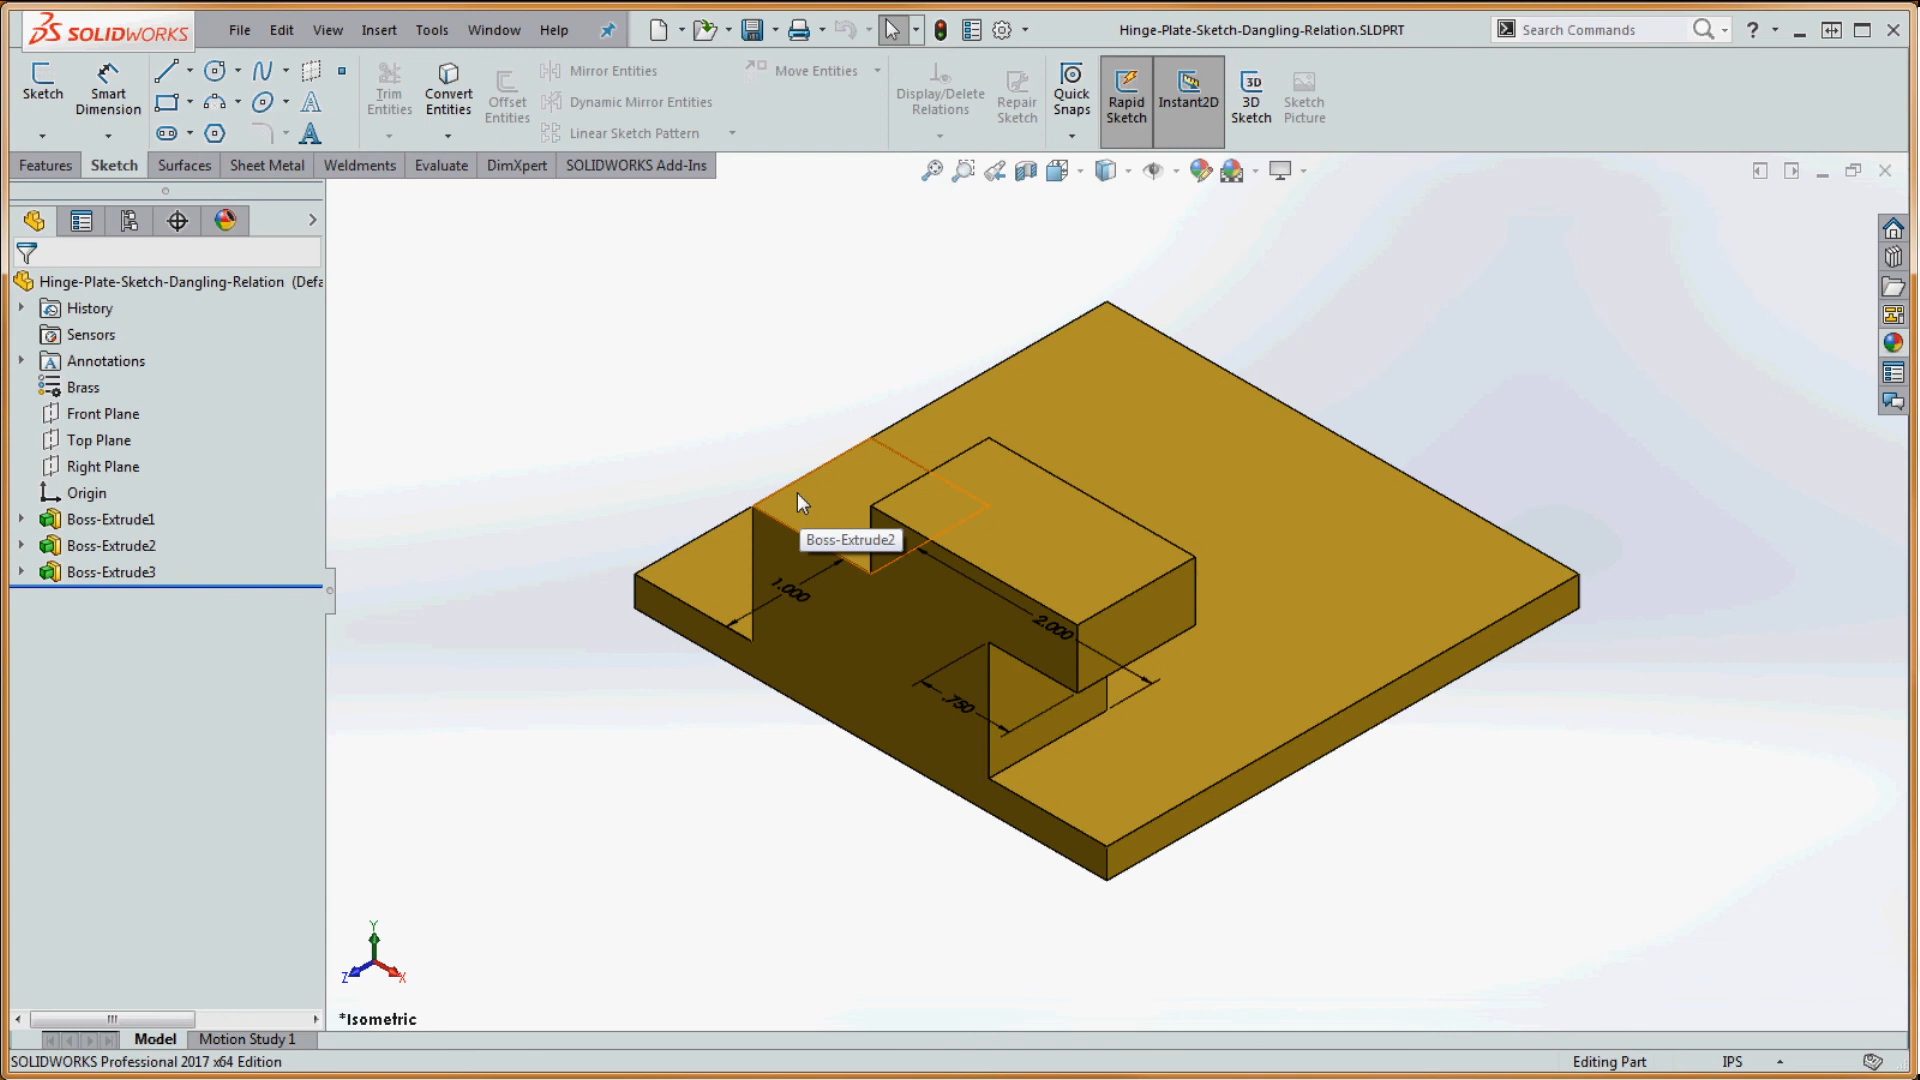 SOLIDWORKS File Edit View Insert Tools Window Help Hinge-Plate-Sketch-Dangling-Relation.SLDPRT Search Commands ?
Sketch
Smart
Dimension
Trim
Entities
Convert
Entities
Offset
Entities
Mirror Entities
Dynamic Mirror Entities
Linear Sketch Pattern
Move Entities
Display/Delete
Relations
Repair
Sketch
Quick
Snaps
Rapid
Sketch
Instant2D
3D
3D
Sketch
Sketch
Picture
Features Sketch Surfaces Sheet Metal Weldments Evaluate DimXpert SOLIDWORKS Add-Ins
Hinge-Plate-Sketch-Dangling-Relation (Defa
History
Sensors
Annotations
Brass
Front Plane
Top Plane
Right Plane
Origin
Boss-Extrude1
Boss-Extrude2
Boss-Extrude3
Boss-Extrude2
1.000
2.000
.750
Y
Z X
*Isometric
Model Motion Study 1
SOLIDWORKS Professional 2017 x64 Edition Editing Part IPS